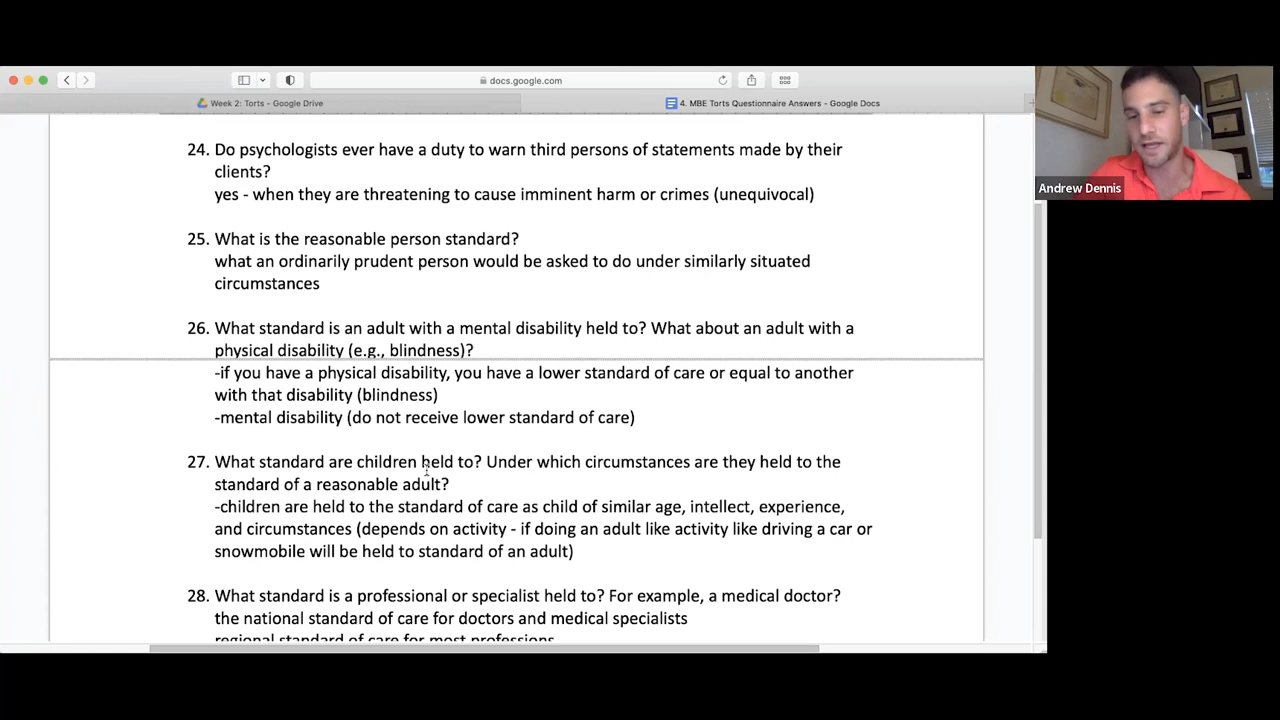 docs.google.com
Week 2: Torts - Google Drive
4. MBE Torts Questionnaire Answers - Google Docs
24. Do psychologists ever have a duty to warn third persons of statements made by their
clients?
yes - when they are threatening to cause imminent harm or crimes (unequivocal)
25. What is the reasonable person standard?
what an ordinarily prudent person would be asked to do under similarly situated
circumstances
26. What standard is an adult with a mental disability held to? What about an adult with a
physical disability (e.g., blindness)?
-if you have a physical disability, you have a lower standard of care or equal to another
with that disability (blindness)
-mental disability (do not receive lower standard of care)
27. What standard are children held to? Under which circumstances are they held to the
standard of a reasonable adult?
-children are held to the standard of care as child of similar age, intellect, experience,
and circumstances (depends on activity - if doing an adult like activity like driving a car or
snowmobile will be held to standard of an adult)
28. What standard is a professional or specialist held to? For example, a medical doctor?
the national standard of care for doctors and medical specialists
regional standard of care for most professions
Andrew Dennis